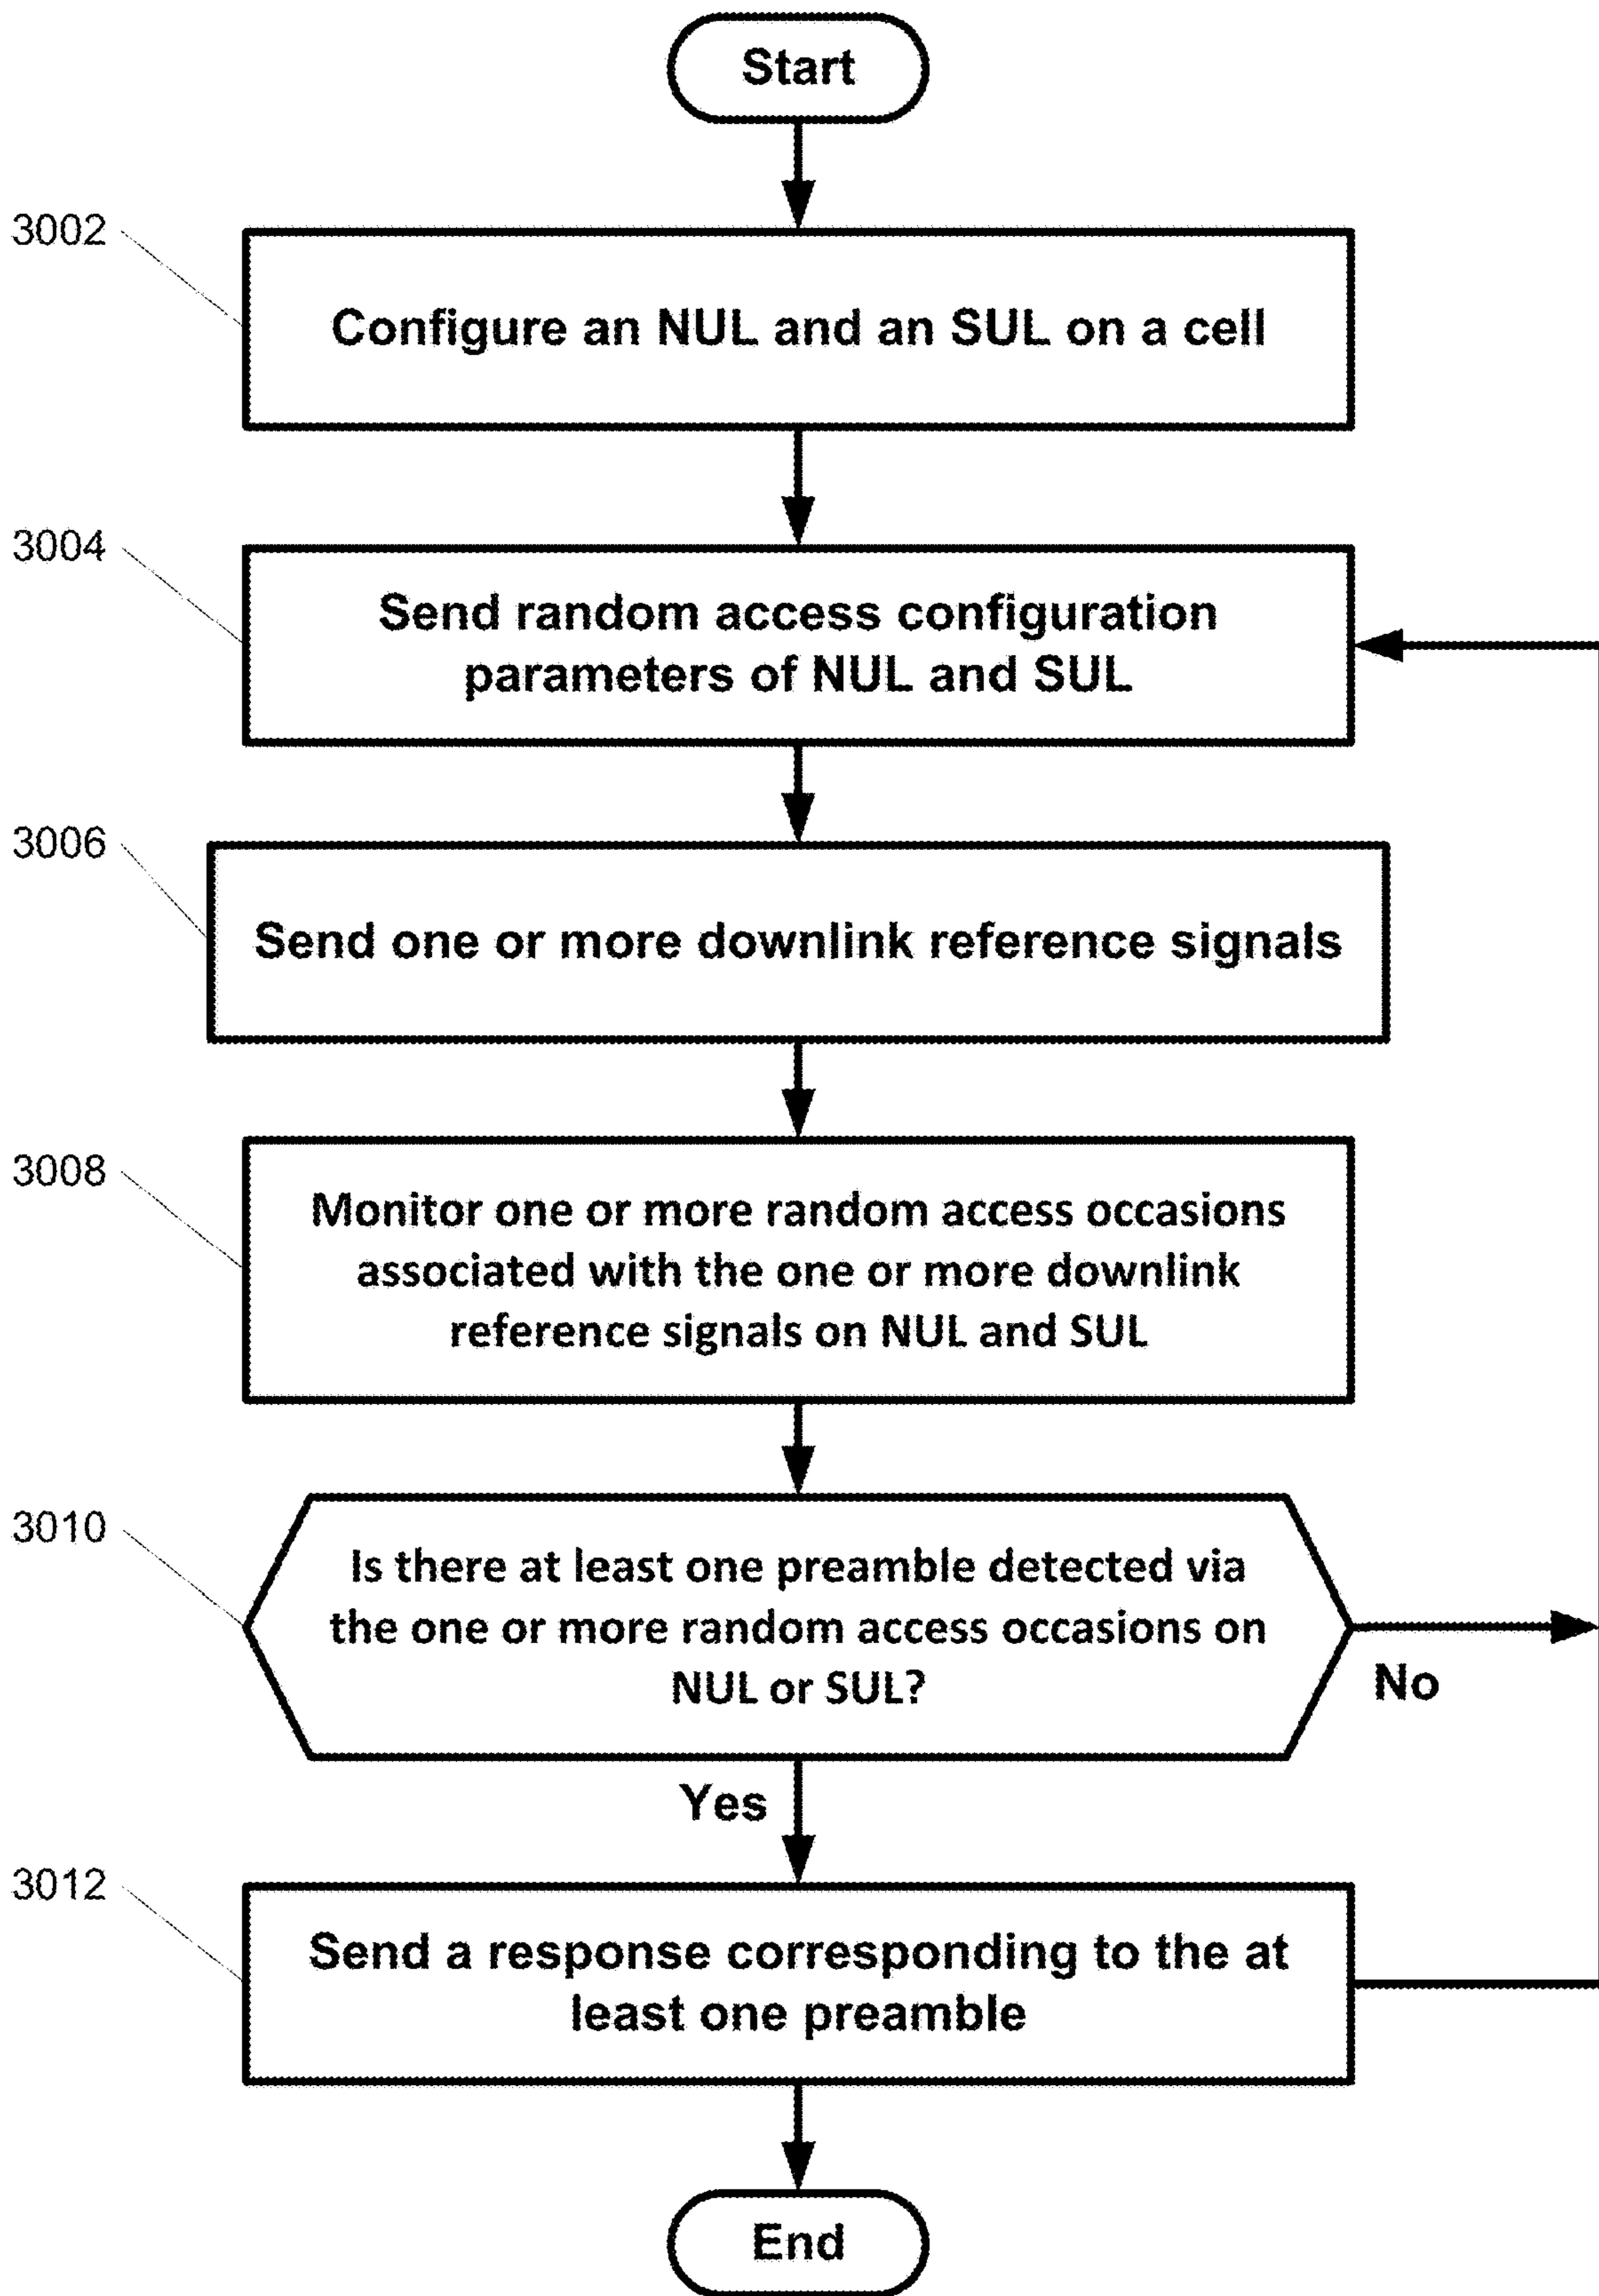 Start
3002
Configure an NUL and an SUL on a cell
3004
Send random access configuration
parameters of NUL and SUL
3006
Send one or more downlink reference signals
3008
Monitor one or more random access occasions
associated with the one or more downlink
reference signals on NUL and SUL
3010
Is there at least one preamble detected via
the one or more random access occasions on
NUL or SUL?
No
Yes
3012
Send a response corresponding to the at
least one preamble
End